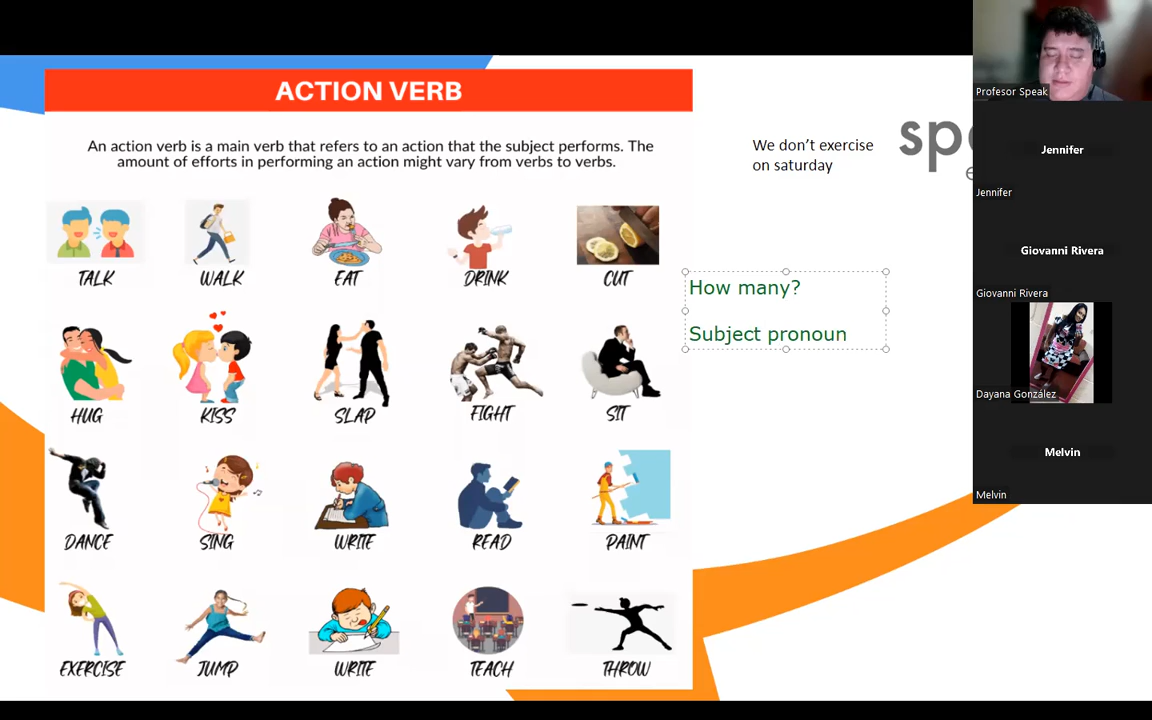 ACTION VERB
An action verb is a main verb that refers to an action that the subject performs. The
amount of efforts in performing an action might vary from verbs to verbs.
TALK
WALK
EAT
DRINK
CUT
HUG
KISS
SLAP
FIGHT
SIT
DANCE
SING
WRITE
READ
PAINT
EXERCISE
JUMP
WRITE
TEACH
THROW
We don't exercise
on saturday
How many?
Subject pronoun
Profesor Speak
Jennifer
Jennifer
Giovanni Rivera
Giovanni Rivera
Dayana González
Melvin
Melvin